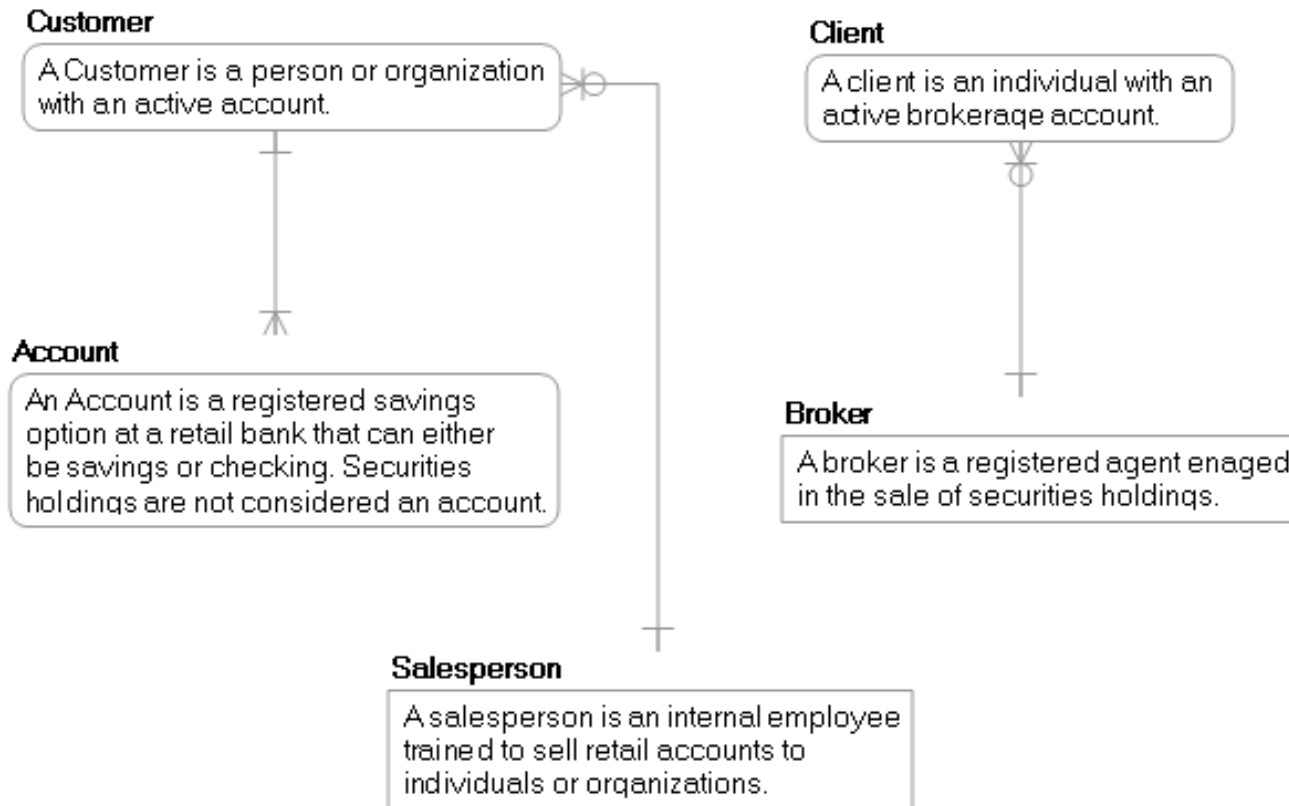 Customer
A Customer is a person or organization
with an active account.
Client
A client is an individual with an
active brokerage account.
Account
An Account is a registered savings
option at a retail bank that can either
be savings or checking. Securities
holdings are not considered an account.
Broker
A broker is a registered agent enaged
in the sale of securities holdings.
Salesperson
A salesperson is an internal employee
trained to sell retail accounts to
individuals or organizations.